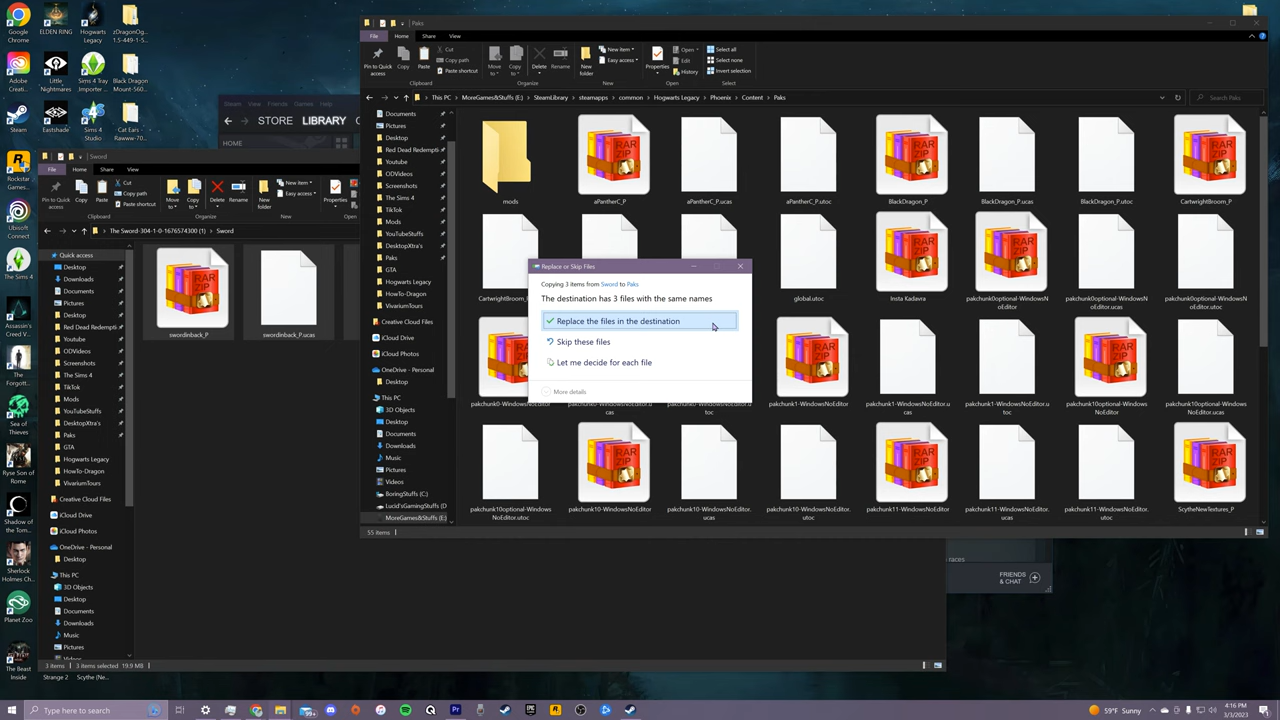 Google Chrome
ELDEN RING
Hogwarts Legacy
zDragonOg... 1.5-449-1-5...
Adobe Crea...
Little Nightmares
Sims 4 Tray Importer ...
Black Dragon Mount-560...
Steam
Eastshade
Sims 4 Studio
Cat Ears - Rawww-70...
Rockstar Games...
Ubisoft Connect
The Sims 4
Assassin's Creed V...
The Forgott...
Sea of Thieves
Ryse Son of Rome
Shadow of the Tom...
Sherlock Holmes Ch...
Planet Zoo
The Beast Inside
Strange 2
Scythe (Ne...
Steam View Friends Games Help
STORE LIBRARY
HOME
Paks
File Home Share View
Pin to Quick access
Copy
Paste
Cut
Copy path
Paste shortcut
Move to
Copy to
Delete
Rename
New folder
New item
Easy access
Properties
Open
Edit
History
Select all
Select none
Invert selection
Clipboard
Organize
New
Open
Select
This PC > MoreGames&Stuffs (E:) > SteamLibrary > steamapps > common > Hogwarts Legacy > Phoenix > Content > Paks
Search Paks
Documents
Pictures
Desktop
Red Dead Redempti
Youtube
ODVideos
Screenshots
The Sims 4
TikTok
Mods
YouTubeStuffs
DesktopXtra's
Paks
GTA
Hogwarts Legacy
HowTo-Dragon
VivariumTours
Creative Cloud Files
iCloud Drive
iCloud Photos
OneDrive - Personal
Desktop
This PC
3D Objects
Desktop
Documents
Downloads
Music
Pictures
Videos
BoringStuffs (C:)
Lucid'sGamingStuffs (D
MoreGames&Stuffs (E:)
mods
aPantherC_P
aPantherC_P.ucas
aPantherC_P.utoc
BlackDragon_P
BlackDragon_P.ucas
BlackDragon_P.utoc
CartwrightBroom_P
global.utoc
Insta Kadavra
pakchunk0optional-WindowsNoEditor
pakchunk0optional-WindowsNoEditor.ucas
pakchunk0optional-WindowsNoEditor.utoc
pakchunk0-WindowsNoEditor
pakchunk0-WindowsNoEditor.ucas
pakchunk0-WindowsNoEditor.utoc
pakchunk1-WindowsNoEditor
pakchunk1-WindowsNoEditor.ucas
pakchunk1-WindowsNoEditor.utoc
pakchunk10optional-WindowsNoEditor
pakchunk10optional-WindowsNoEditor.ucas
pakchunk10optional-WindowsNoEditor.utoc
pakchunk10-WindowsNoEditor
pakchunk10-WindowsNoEditor.ucas
pakchunk10-WindowsNoEditor.utoc
pakchunk11-WindowsNoEditor
pakchunk11-WindowsNoEditor.ucas
pakchunk11-WindowsNoEditor.utoc
ScytheNewTextures_P
55 items
Replace or Skip Files
Copying 3 items from Sword to Paks
The destination has 3 files with the same names
Replace the files in the destination
Skip these files
Let me decide for each file
More details
Sword
File Home Share View
Pin to Quick access
Copy
Paste
Cut
Copy path
Paste shortcut
Move to
Copy to
Delete
Rename
New folder
New item
Easy access
Properties
Clipboard
Organize
New
The Sword-304-1-0-1676574300 (1) > Sword
Quick access
Desktop
Downloads
Documents
Pictures
Desktop
Red Dead Redempti
Youtube
ODVideos
Screenshots
The Sims 4
TikTok
Mods
YouTubeStuffs
DesktopXtra's
Paks
GTA
Hogwarts Legacy
HowTo-Dragon
VivariumTours
Creative Cloud Files
iCloud Drive
iCloud Photos
OneDrive - Personal
Desktop
This PC
3D Objects
Desktop
Documents
Downloads
Music
Pictures
swordinback_P
swordinback_P.ucas
3 items
3 items selected 19.9 MB
races
FRIENDS & CHAT
Type here to search
99+
59°F Sunny
4:16 PM
3/3/2023